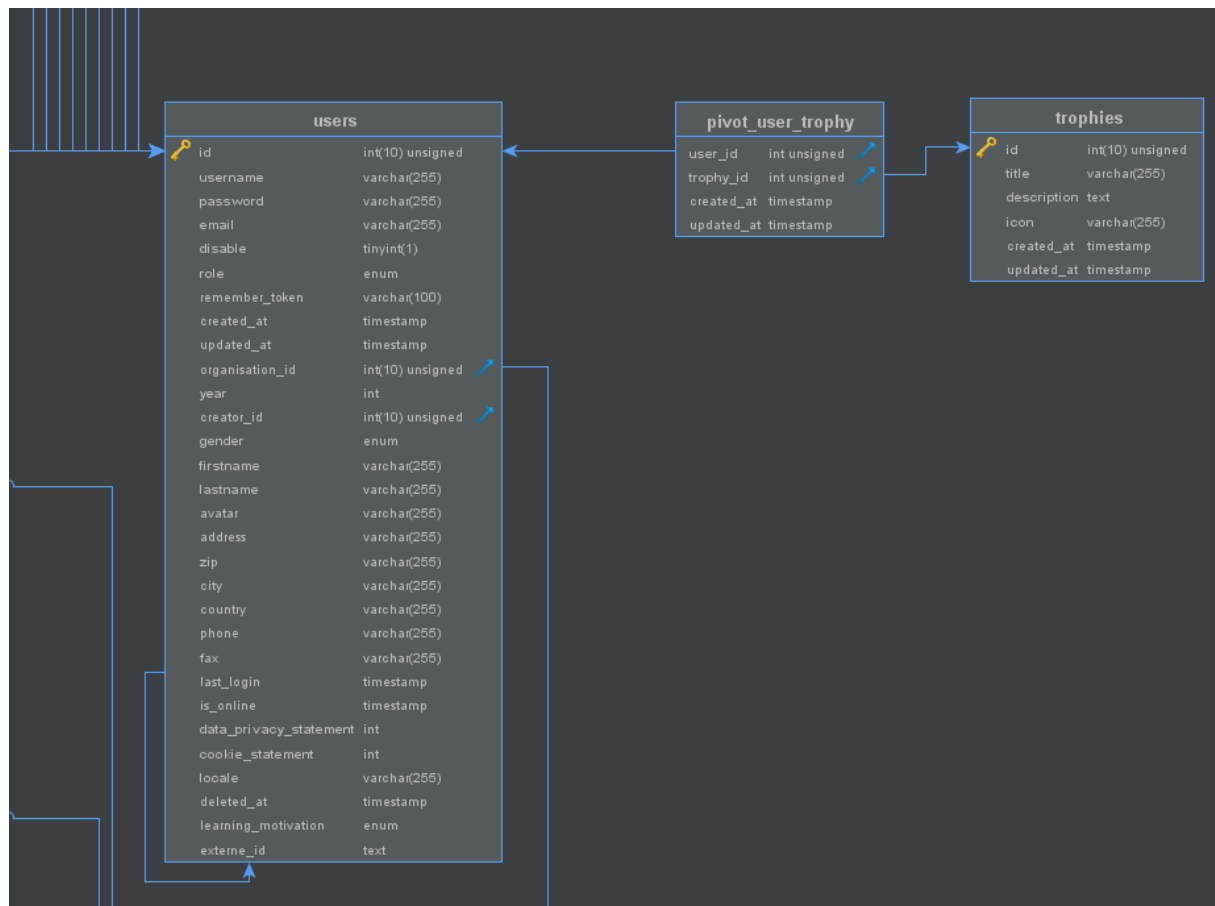 users
id int(10) unsigned
username varchar(255)
password varchar(255)
email varchar(255)
disable tinyint(1)
role enum
remember_token varchar(100)
created_at timestamp
updated_at timestamp
organisation_id int(10) unsigned
year int
creator_id int(10) unsigned
gender enum
firstname varchar(255)
lastname varchar(255)
avatar varchar(255)
address varchar(255)
zip varchar(255)
city varchar(255)
country varchar(255)
phone varchar(255)
fax varchar(255)
last_login timestamp
is_online timestamp
data_privacy_statement int
cookie_statement int
locale varchar(255)
deleted_at timestamp
learning_motivation enum
externe_id text
pivot_user_trophy
user_id int unsigned
trophy_id int unsigned
created_at timestamp
updated_at timestamp
trophies
id int(10) unsigned
title varchar(255)
description text
icon varchar(255)
created_at timestamp
updated_at timestamp